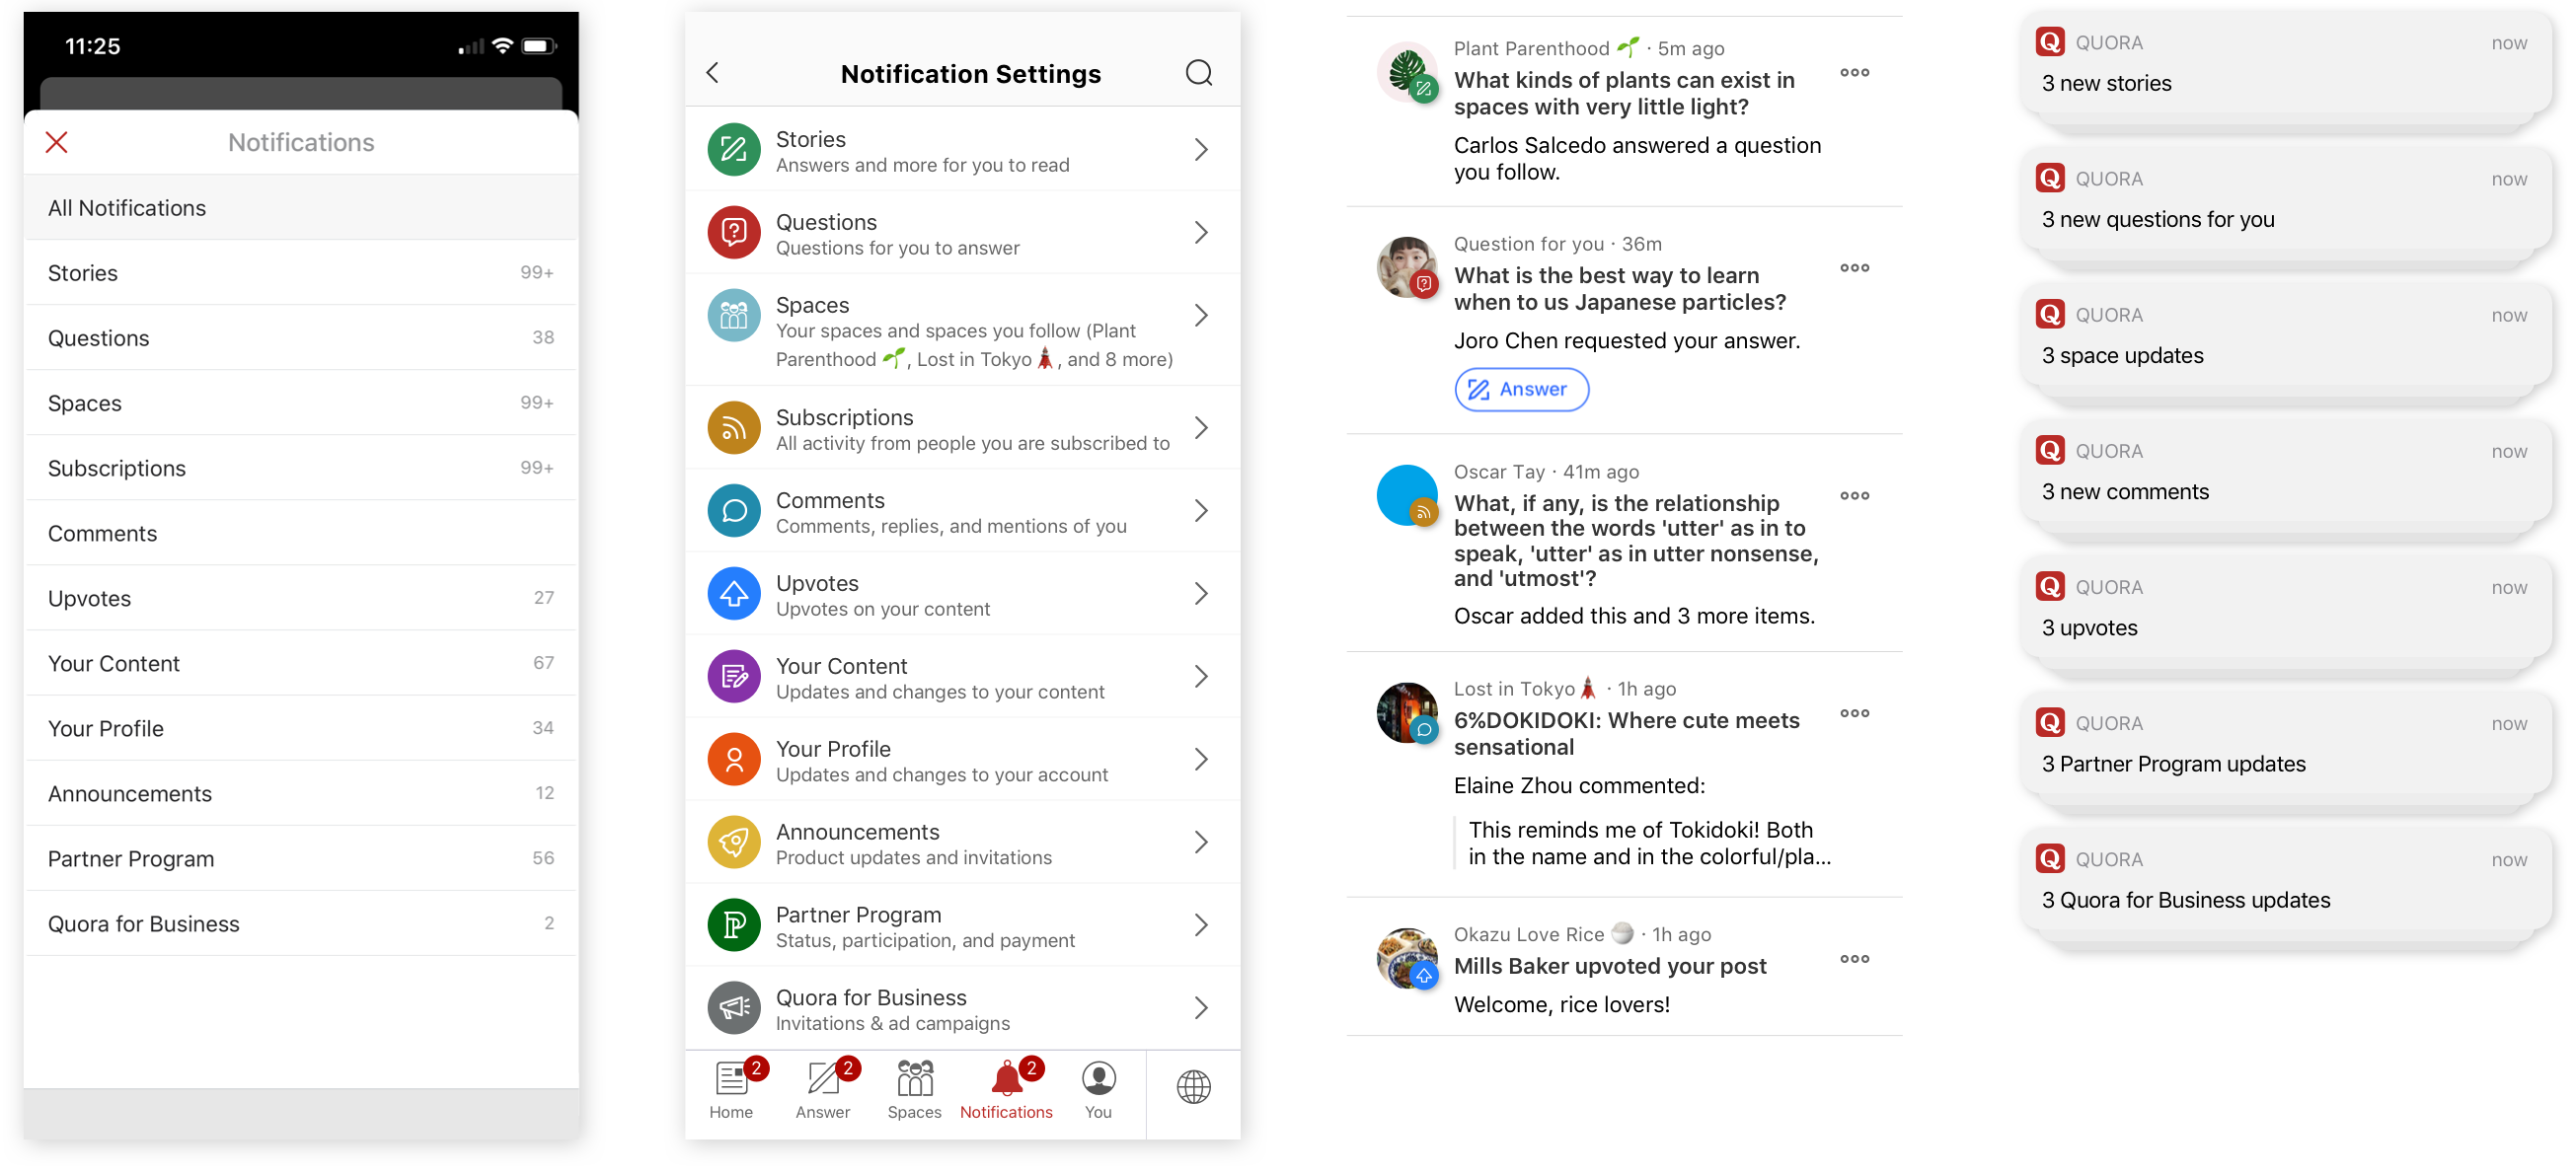 11:25
Notifications
All Notifications
Stories 99+
Questions 38
Spaces 99+
Subscriptions 99+
Comments
Upvotes 27
Your Content 67
Your Profile 34
Announcements 12
Partner Program 56
Quora for Business 2
Notification Settings
Stories
Answers and more for you to read
Questions
Questions for you to answer
Spaces
Your spaces and spaces you follow (Plant
Parenthood 🌱, Lost in Tokyo🗼, and 8 more)
Subscriptions
All activity from people you are subscribed to
Comments
Comments, replies, and mentions of you
Upvotes
Upvotes on your content
Your Content
Updates and changes to your content
Your Profile
Updates and changes to your account
Announcements
Product updates and invitations
Partner Program
Status, participation, and payment
Quora for Business
Invitations & ad campaigns
2 2 2
Home Answer Spaces Notifications You
Plant Parenthood 🌱 · 5m ago
What kinds of plants can exist in
spaces with very little light?
Carlos Salcedo answered a question
you follow.
Question for you · 36m
What is the best way to learn
when to us Japanese particles?
Joro Chen requested your answer.
Answer
Oscar Tay · 41m ago
What, if any, is the relationship
between the words 'utter' as in to
speak, 'utter' as in utter nonsense,
and 'utmost'?
Oscar added this and 3 more items.
Lost in Tokyo🗼 · 1h ago
6%DOKIDOKI: Where cute meets
sensational
Elaine Zhou commented:
This reminds me of Tokidoki! Both
in the name and in the colorful/pla...
Okazu Love Rice 🍚 · 1h ago
Mills Baker upvoted your post
Welcome, rice lovers!
Q QUORA now
3 new stories
Q QUORA now
3 new questions for you
Q QUORA now
3 space updates
Q QUORA now
3 new comments
Q QUORA now
3 upvotes
Q QUORA now
3 Partner Program updates
Q QUORA now
3 Quora for Business updates